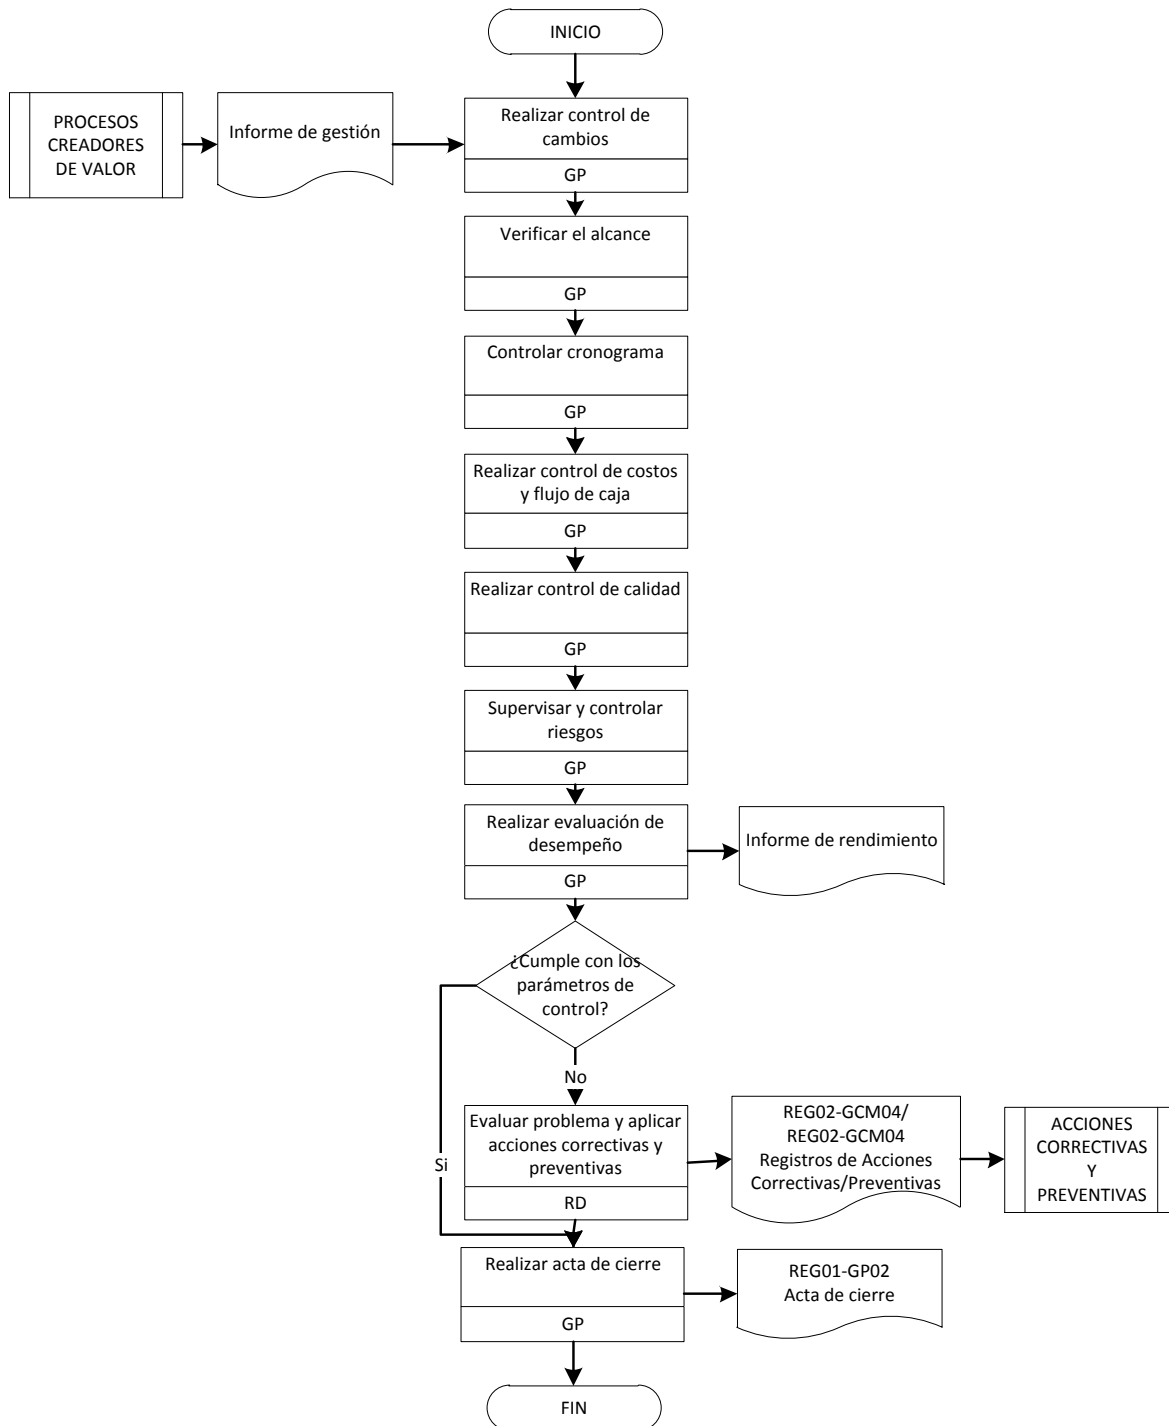 INICIO
PROCESOS
CREADORES
DE VALOR
Informe de gestión
Realizar control de
cambios
GP
Verificar el alcance
GP
Controlar cronograma
GP
Realizar control de costos
y flujo de caja
GP
Realizar control de calidad
GP
Supervisar y controlar
riesgos
GP
Realizar evaluación de
desempeño
GP
Informe de rendimiento
¿Cumple con los
parámetros de
control?
No
Si
Evaluar problema y aplicar
acciones correctivas y
preventivas
RD
REG02-GCM04/
REG02-GCM04
Registros de Acciones
Correctivas/Preventivas
ACCIONES
CORRECTIVAS
Y
PREVENTIVAS
Realizar acta de cierre
GP
REG01-GP02
Acta de cierre
FIN